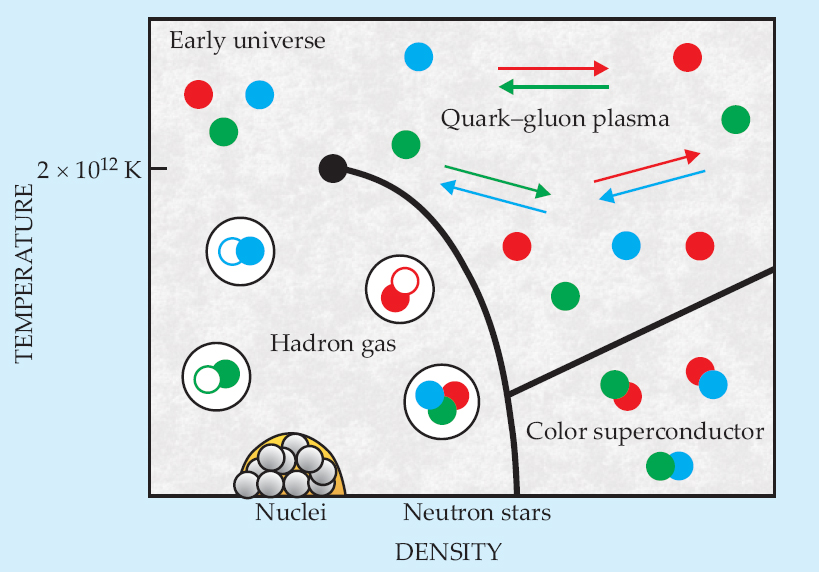 Early universe
Quark–gluon plasma
2 × 10¹² K
TEMPERATURE
Hadron gas
Color superconductor
Nuclei
Neutron stars
DENSITY